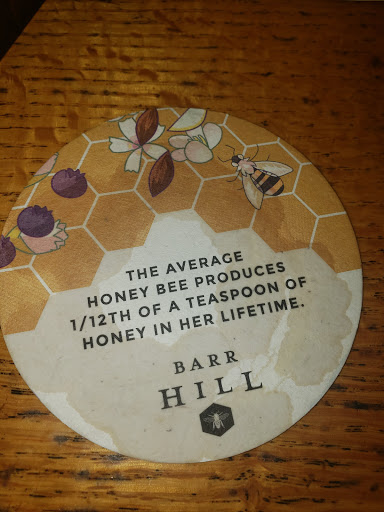 THE AVERAGE
HONEY BEE PRODUCES
1/12TH OF A TEASPOON OF
HONEY IN HER LIFETIME.
BARR
HILL